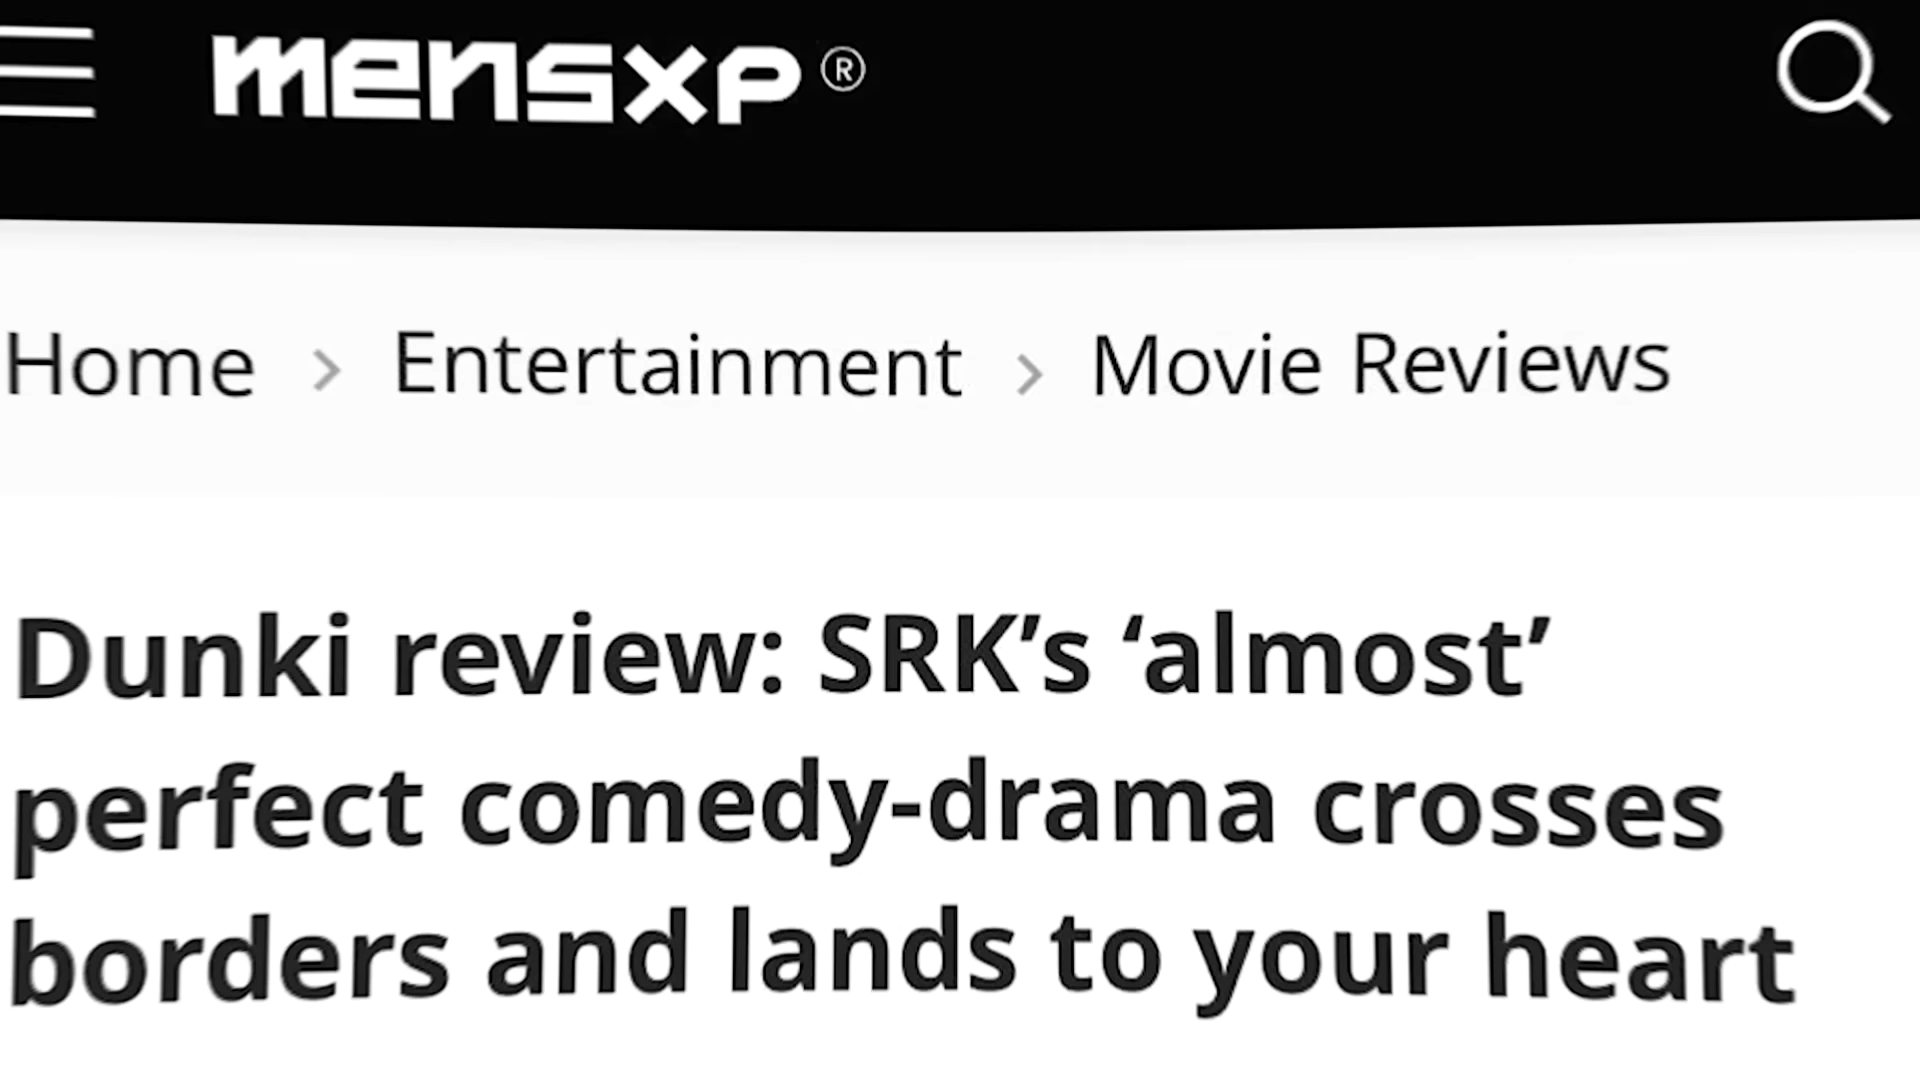 mensxp®
Home > Entertainment > Movie Reviews
Dunki review: SRK’s ‘almost’
perfect comedy-drama crosses
borders and lands to your heart